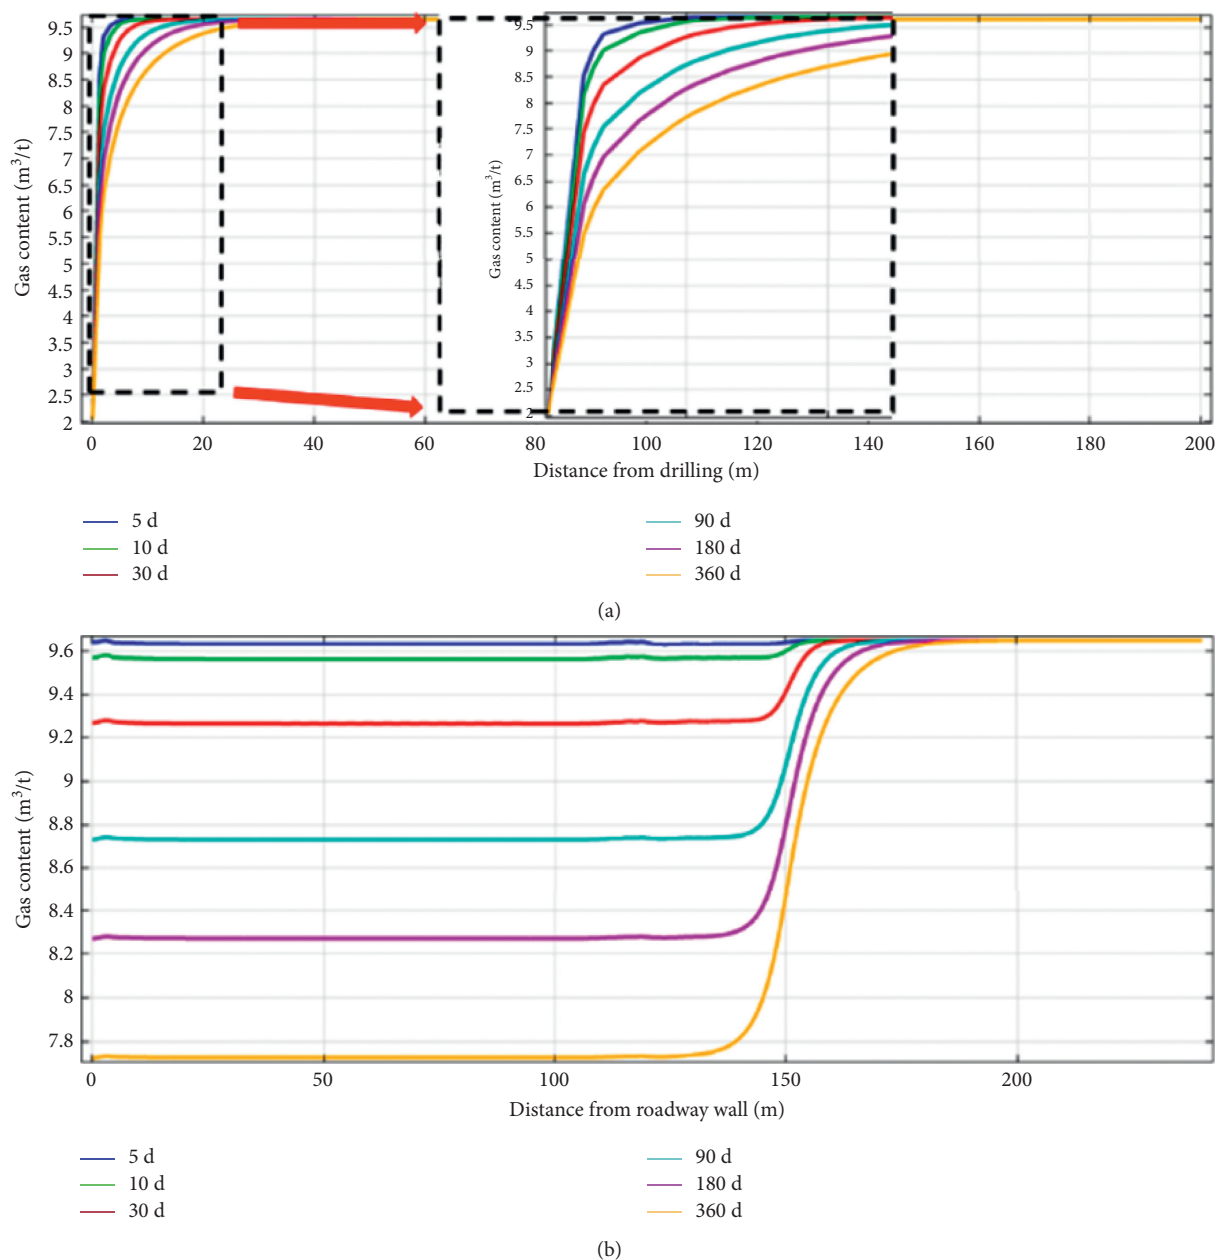 9.5
9
8.5
8
7.5
7
6.5
6
5.5
5
4.5
4
3.5
3
2.5
2
Gas content (m³/t)
9.5
9
8.5
8
7.5
7
6.5
6
5.5
5
4.5
4
3.5
3
2.5
2
Gas content (m³/t)
0 20 40 60 80 100 120 140 160 180 200
Distance from drilling (m)
5 d
10 d
30 d
90 d
180 d
360 d
(a)
9.6
9.4
9.2
9
8.8
8.6
8.4
8.2
8
7.8
Gas content (m³/t)
0 50 100 150 200
Distance from roadway wall (m)
5 d
10 d
30 d
90 d
180 d
360 d
(b)